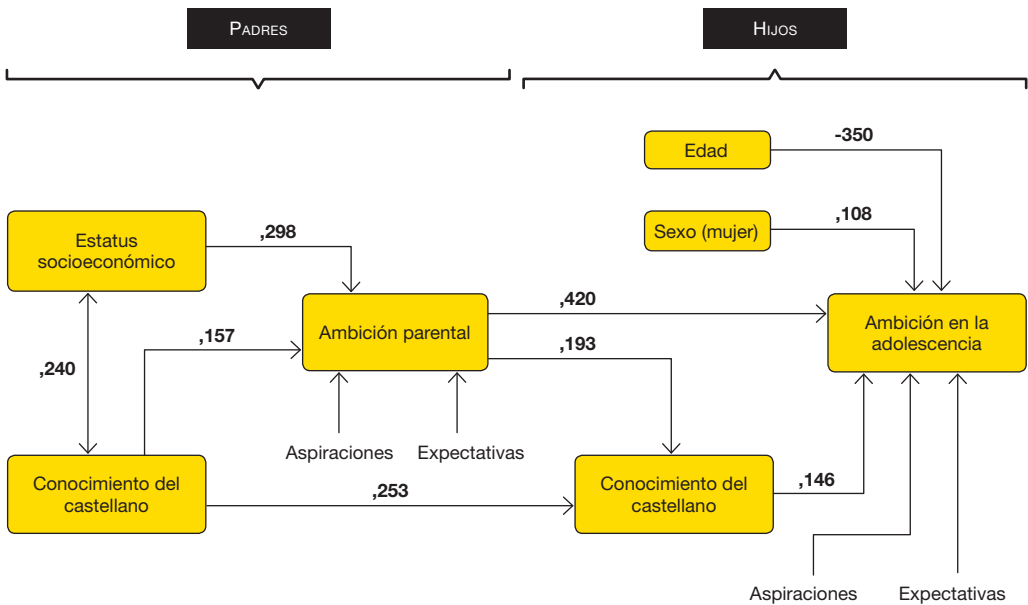 PADRES
HIJOS
Edad
-350
Sexo (mujer)
,108
Estatus
socioeconómico
,298
Ambición parental
,420
Ambición en la
adolescencia
,157
,193
,240
Aspiraciones
Expectativas
Conocimiento del
castellano
,253
Conocimiento del
castellano
,146
Aspiraciones
Expectativas